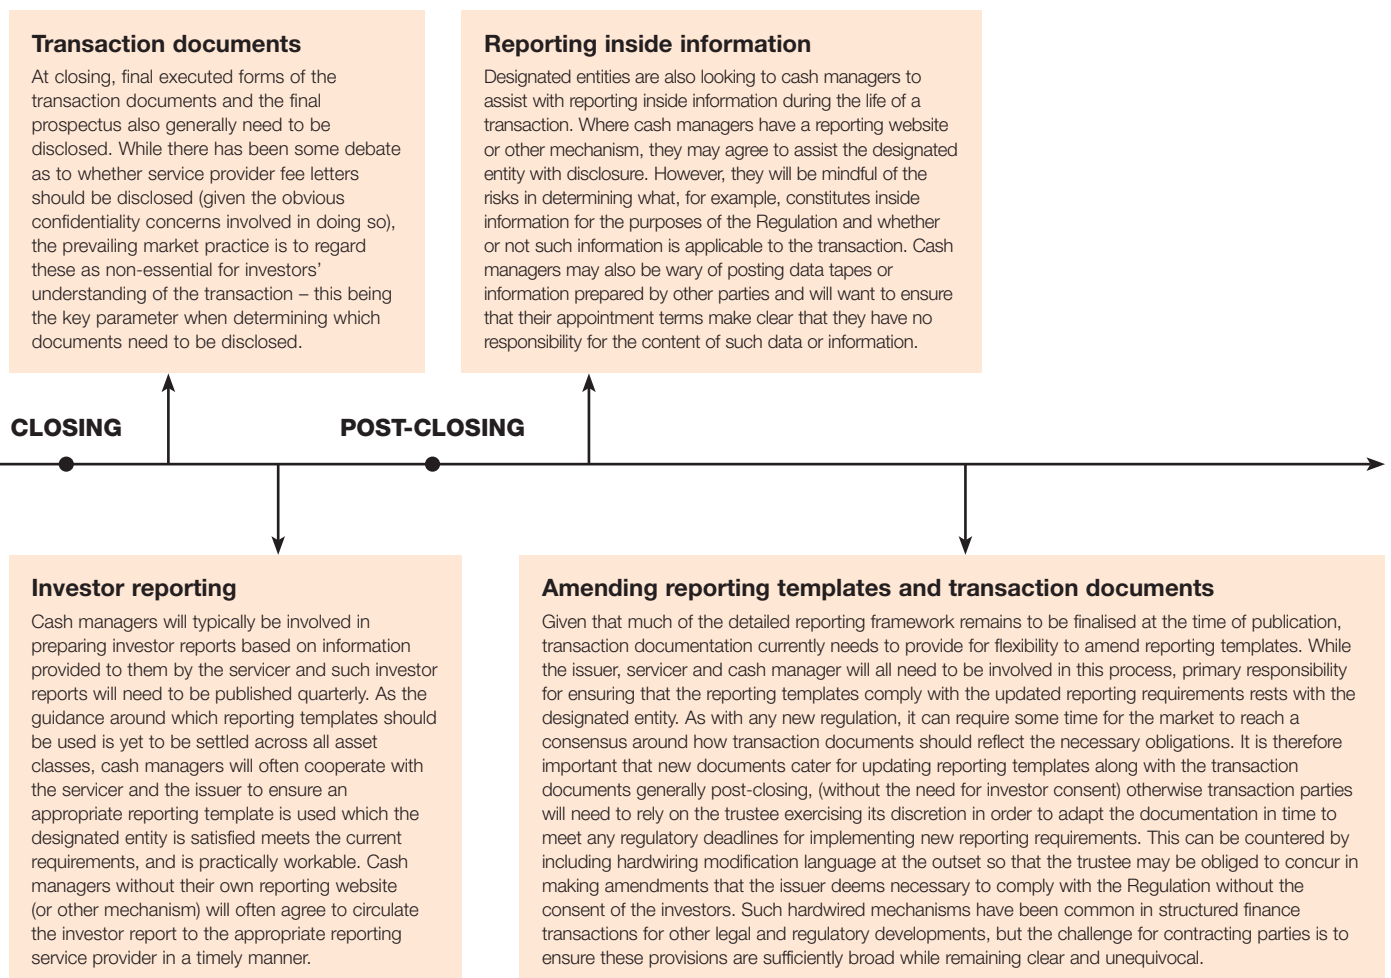 Transaction documents
At closing, final executed forms of the
transaction documents and the final
prospectus also generally need to be
disclosed. While there has been some debate
as to whether service provider fee letters
should be disclosed (given the obvious
confidentiality concerns involved in doing so),
the prevailing market practice is to regard
these as non-essential for investors’
understanding of the transaction – this being
the key parameter when determining which
documents need to be disclosed.
Reporting inside information
Designated entities are also looking to cash managers to
assist with reporting inside information during the life of a
transaction. Where cash managers have a reporting website
or other mechanism, they may agree to assist the designated
entity with disclosure. However, they will be mindful of the
risks in determining what, for example, constitutes inside
information for the purposes of the Regulation and whether
or not such information is applicable to the transaction. Cash
managers may also be wary of posting data tapes or
information prepared by other parties and will want to ensure
that their appointment terms make clear that they have no
responsibility for the content of such data or information.
CLOSING
POST-CLOSING
Investor reporting
Cash managers will typically be involved in
preparing investor reports based on information
provided to them by the servicer and such investor
reports will need to be published quarterly. As the
guidance around which reporting templates should
be used is yet to be settled across all asset
classes, cash managers will often cooperate with
the servicer and the issuer to ensure an
appropriate reporting template is used which the
designated entity is satisfied meets the current
requirements, and is practically workable. Cash
managers without their own reporting website
(or other mechanism) will often agree to circulate
the investor report to the appropriate reporting
service provider in a timely manner.
Amending reporting templates and transaction documents
Given that much of the detailed reporting framework remains to be finalised at the time of publication,
transaction documentation currently needs to provide for flexibility to amend reporting templates. While
the issuer, servicer and cash manager will all need to be involved in this process, primary responsibility
for ensuring that the reporting templates comply with the updated reporting requirements rests with the
designated entity. As with any new regulation, it can require some time for the market to reach a
consensus around how transaction documents should reflect the necessary obligations. It is therefore
important that new documents cater for updating reporting templates along with the transaction
documents generally post-closing, (without the need for investor consent) otherwise transaction parties
will need to rely on the trustee exercising its discretion in order to adapt the documentation in time to
meet any regulatory deadlines for implementing new reporting requirements. This can be countered by
including hardwiring modification language at the outset so that the trustee may be obliged to concur in
making amendments that the issuer deems necessary to comply with the Regulation without the
consent of the investors. Such hardwired mechanisms have been common in structured finance
transactions for other legal and regulatory developments, but the challenge for contracting parties is to
ensure these provisions are sufficiently broad while remaining clear and unequivocal.